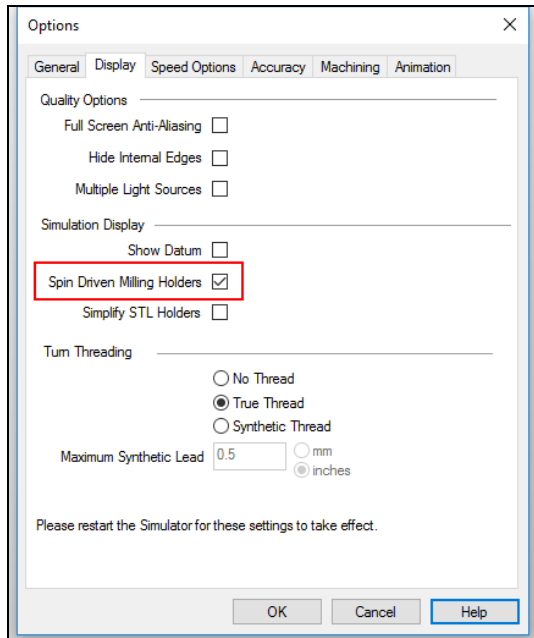 Options
General Display Speed Options Accuracy Machining Animation
Quality Options
Full Screen Anti-Aliasing
Hide Internal Edges
Multiple Light Sources
Simulation Display
Show Datum
Spin Driven Milling Holders
Simplify STL Holders
Turn Threading
No Thread
True Thread
Synthetic Thread
Maximum Synthetic Lead 0.5 mm
inches
Please restart the Simulator for these settings to take effect.
OK Cancel Help